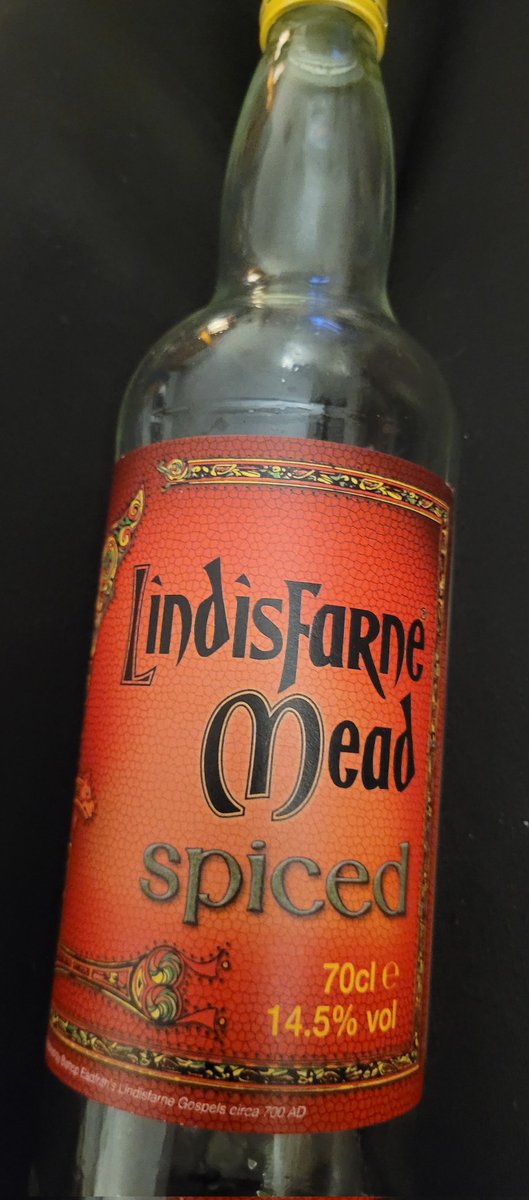 Lindisfarne®
Mead
spiced
70cl e
14.5% vol
Lindisfarne Gospels circa 700 AD